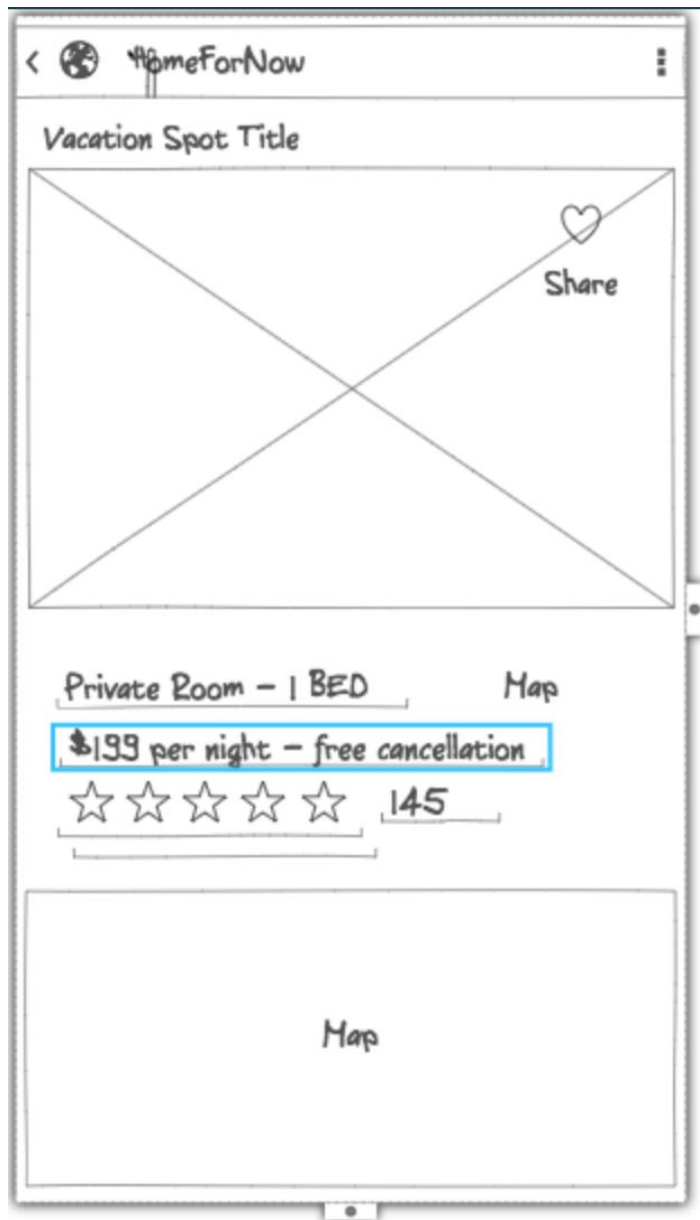 HomeForNow
Vacation Spot Title
Share
Private Room - 1 BED Map
$199 per night - free cancellation
145
Map